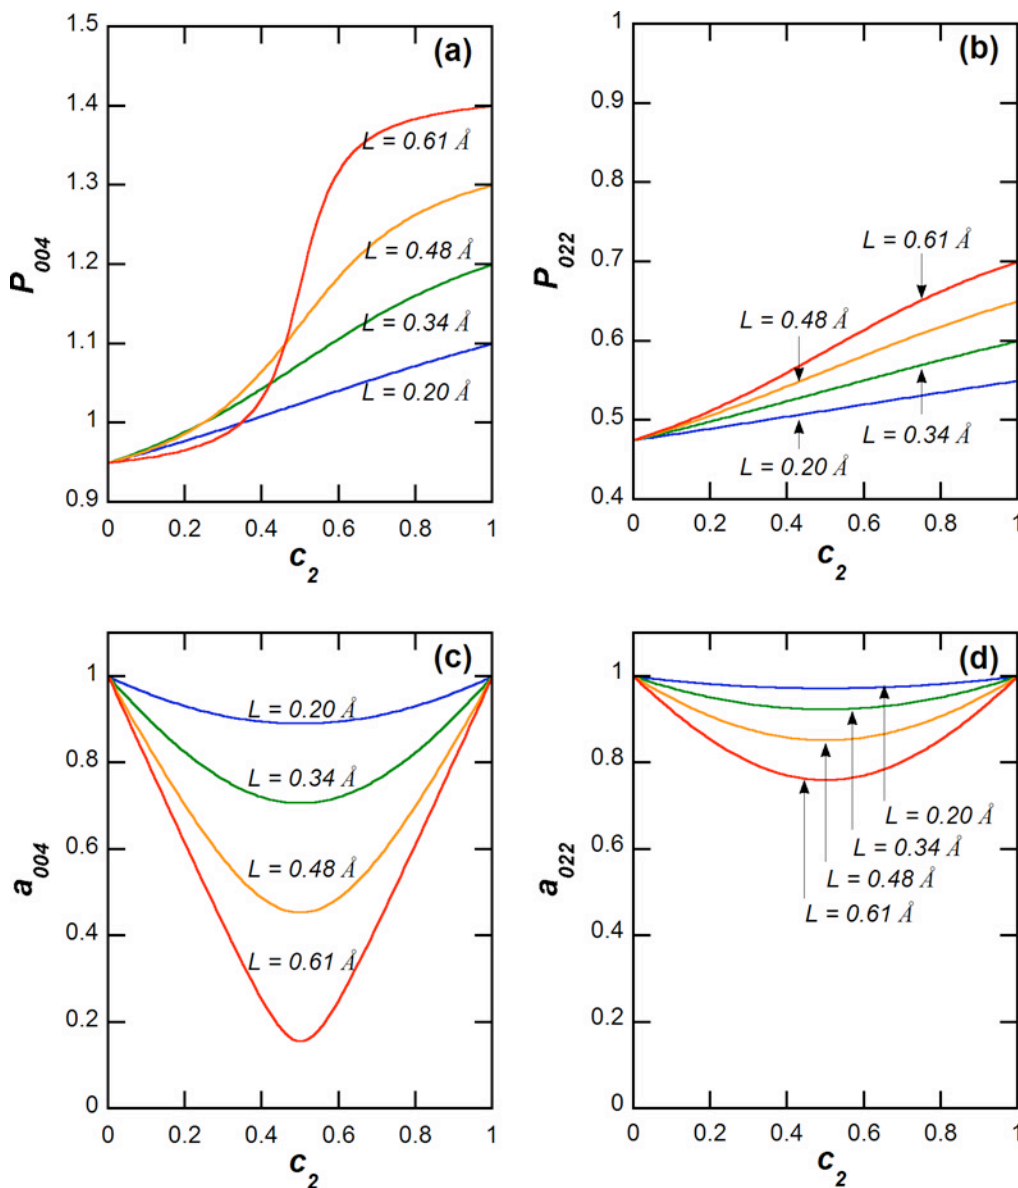 (a)
1.5
1.4
1.3
1.2
1.1
1
0.9
P004
L = 0.61 Å
L = 0.48 Å
L = 0.34 Å
L = 0.20 Å
0 0.2 0.4 0.6 0.8 1
c2
(b)
1
0.9
0.8
0.7
0.6
0.5
0.4
P022
L = 0.61 Å
L = 0.48 Å
L = 0.34 Å
L = 0.20 Å
0 0.2 0.4 0.6 0.8 1
c2
(c)
1
0.8
0.6
0.4
0.2
0
a004
L = 0.20 Å
L = 0.34 Å
L = 0.48 Å
L = 0.61 Å
0 0.2 0.4 0.6 0.8 1
c2
(d)
1
0.8
0.6
0.4
0.2
0
a022
L = 0.20 Å
L = 0.34 Å
L = 0.48 Å
L = 0.61 Å
0 0.2 0.4 0.6 0.8 1
c2